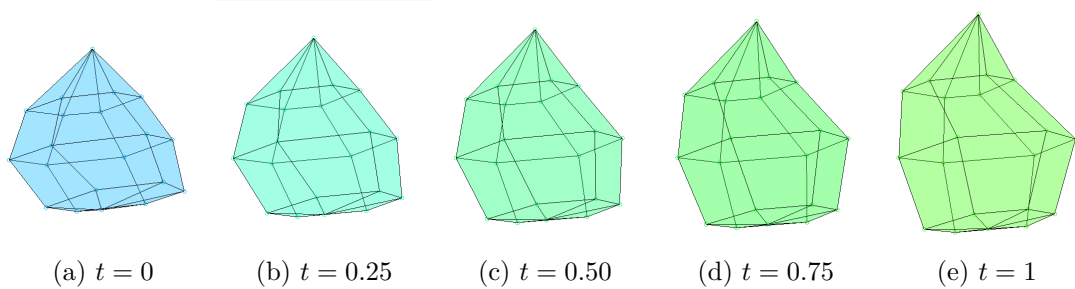 (a) t = 0 (b) t = 0.25 (c) t = 0.50 (d) t = 0.75 (e) t = 1